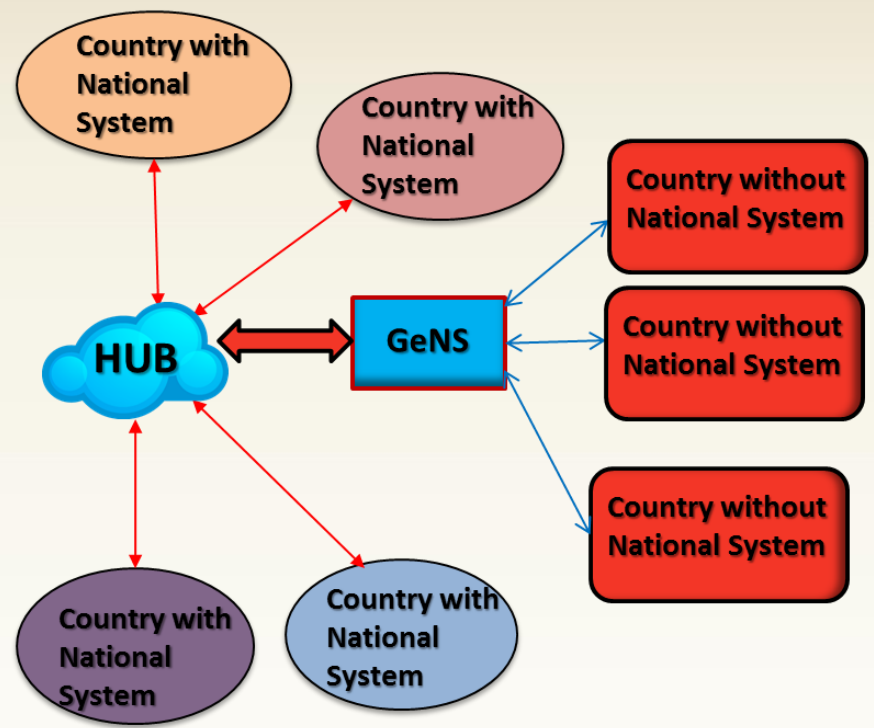 Country with
National
System
Country with
National
System
Country without
National System
HUB
GeNS
Country without
National System
Country without
National System
Country with
National
System
Country with
National
System